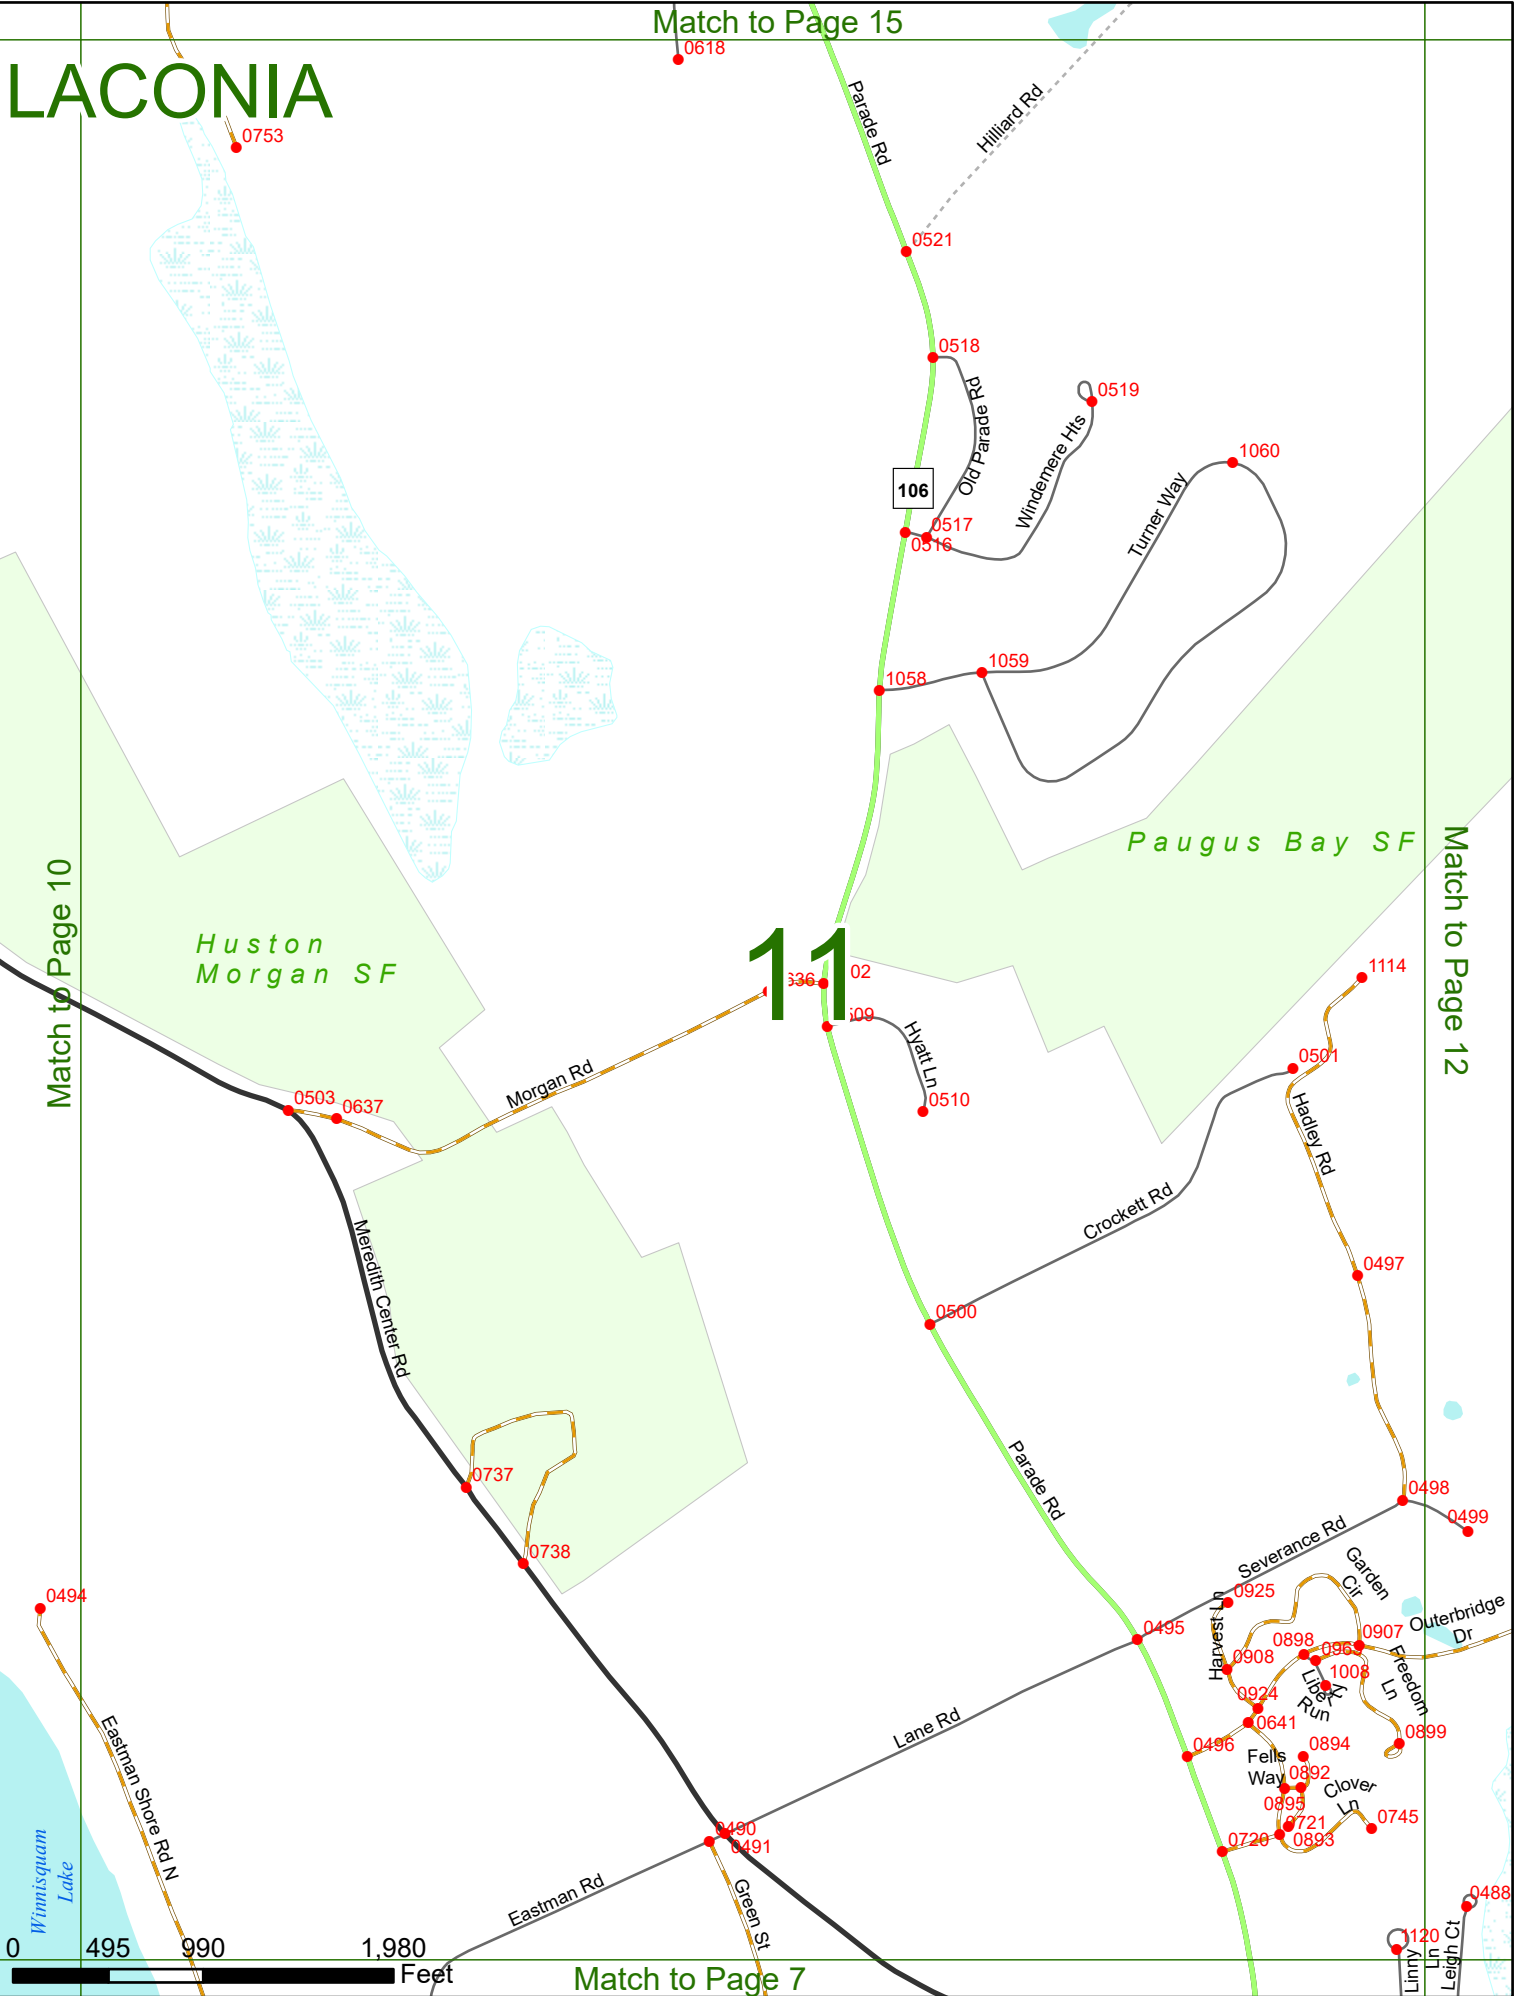 Match to Page 15
0618
LACONIA
0753
Parade Rd
Hilliard Rd
0521
0518
Old Parade Rd
0519
Windemere Hts
1060
Turner Way
106
0517
0516
1059
1058
Paugus Bay SF
Match to Page 10
Match to Page 12
Huston
Morgan SF
11
1114
Hyatt Ln
0510
0501
Hadley Rd
0503
0637
Morgan Rd
Crockett Rd
Meredith Center Rd
0497
0500
0737
0738
Parade Rd
0498
0499
Severance Rd
Garden
Cir
0494
0925
Harvest Ln
0495
Outerbridge
Dr
0907
0898
0963
0908
1008
Liberty
Run
Freedom
Ln
0924
0641
0899
0496
0894
Fells
Way
0892
Clover
Ln
0895
0721
0745
0720
0893
Lane Rd
Eastman Shore Rd N
0490
0491
Eastman Rd
Green St
Winnisquam
Lake
0488
1120
Linny
Ln
Leigh Ct
0 495 990 1,980
Feet
Match to Page 7